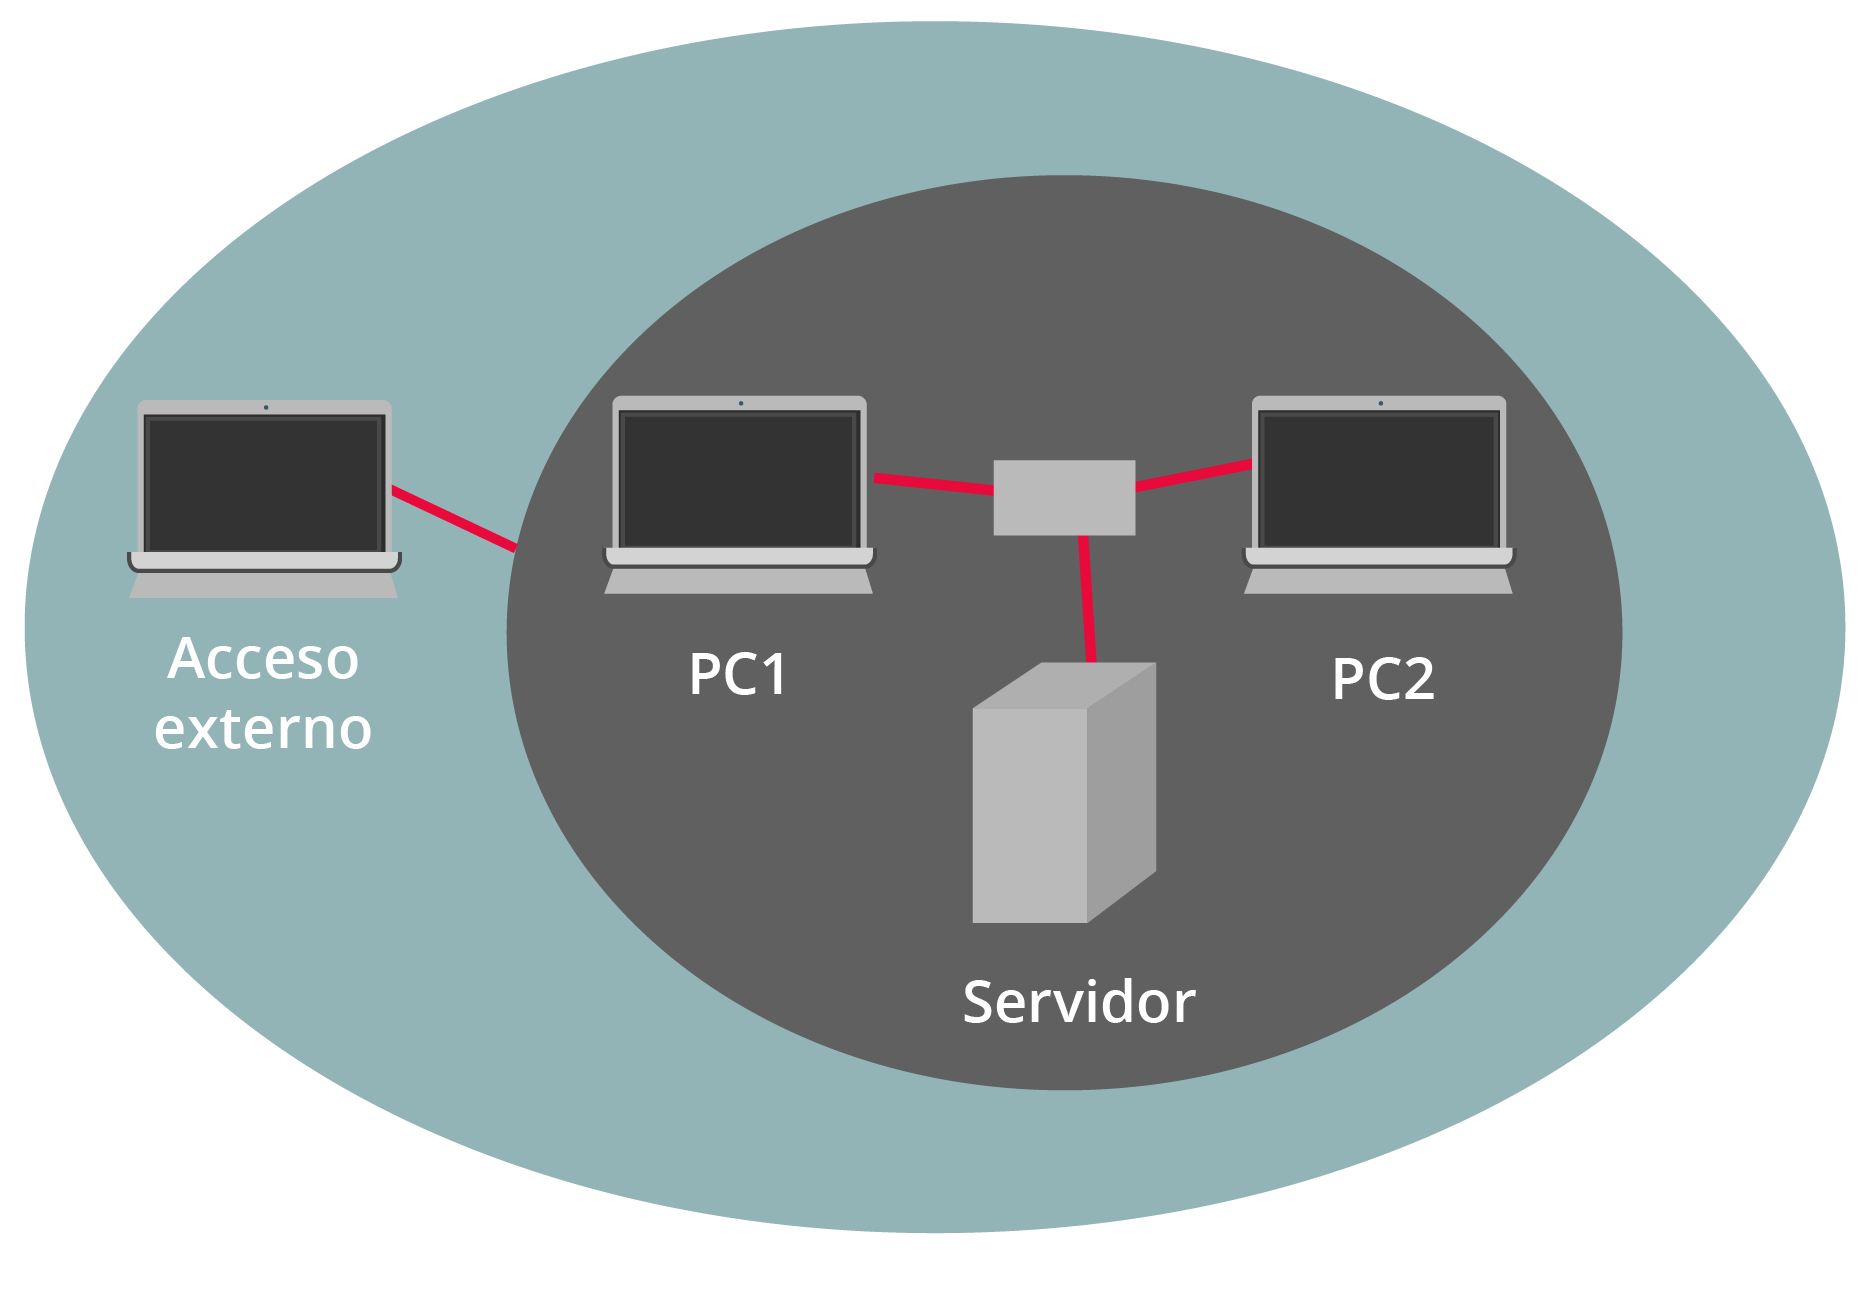 Acceso
externo
PC1
PC2
Servidor